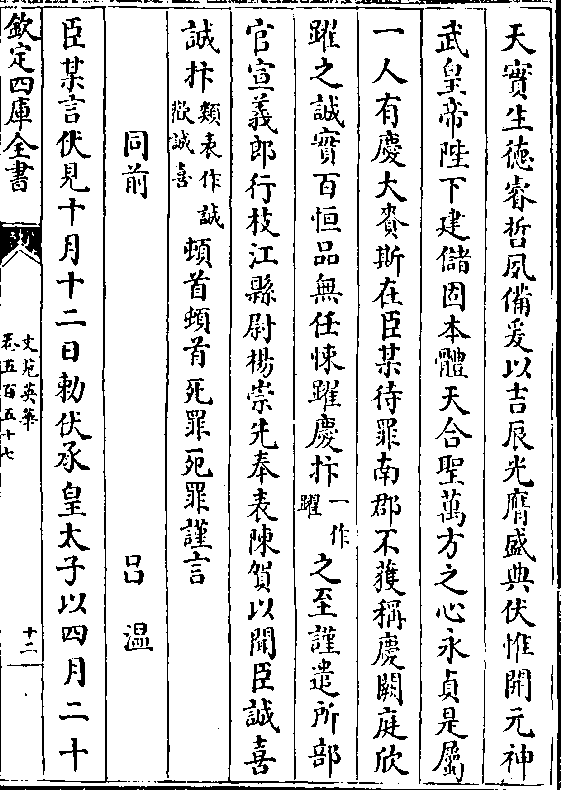 天實生徳睿哲夙備爰以吉辰光膺盛典伏惟開元神
武皇帝陛下建儲固本體天合聖萬方之心永貞是屬
一人有慶大賚斯在臣某待罪南郡不獲稱慶闕庭欣
躍之誠實百恒品無任悚躍慶抃一作躍之至謹遣所部
官宣義郎行枝江縣尉楊崇先奉表陳賀以聞臣誠喜
誠抃類表作誠歡誠喜頓首頓首死罪死罪謹言
同前 吕温
臣某言伏見十月十二日勅伏承皇太子以四月二十
欽定四庫全書
文苑英華
卷五百五十七
十二